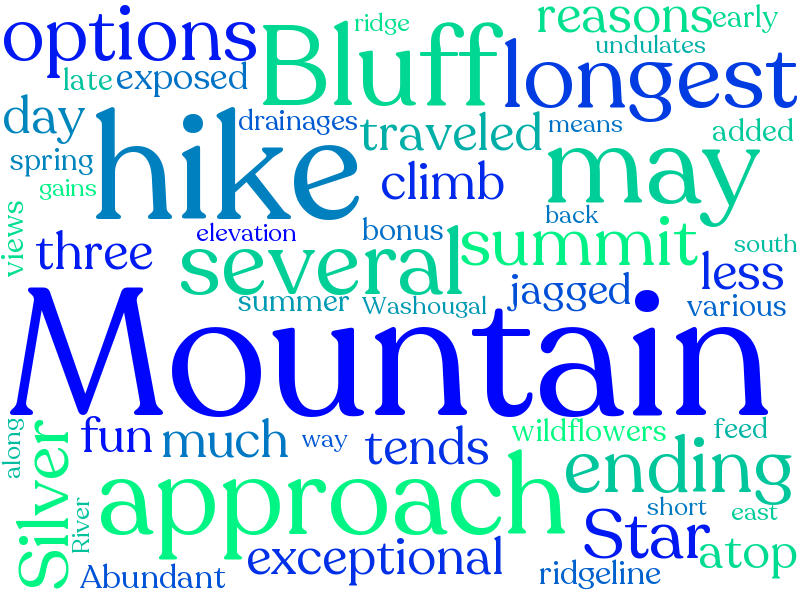 options
ridge
reasons
early
late
exposed
Bluff
undulates
longest
day
drainages
traveled
means
added
spring
hike
climb
may
gains
views
three
elevation
bonus
back
several
summit
south
less
summer
Washougal
jagged
various
Mountain
along
fun
much
way
tends
wildflowers
feed
Silver
River
approach
ending
short
east
Star
atop
Abundant
exceptional
ridgeline